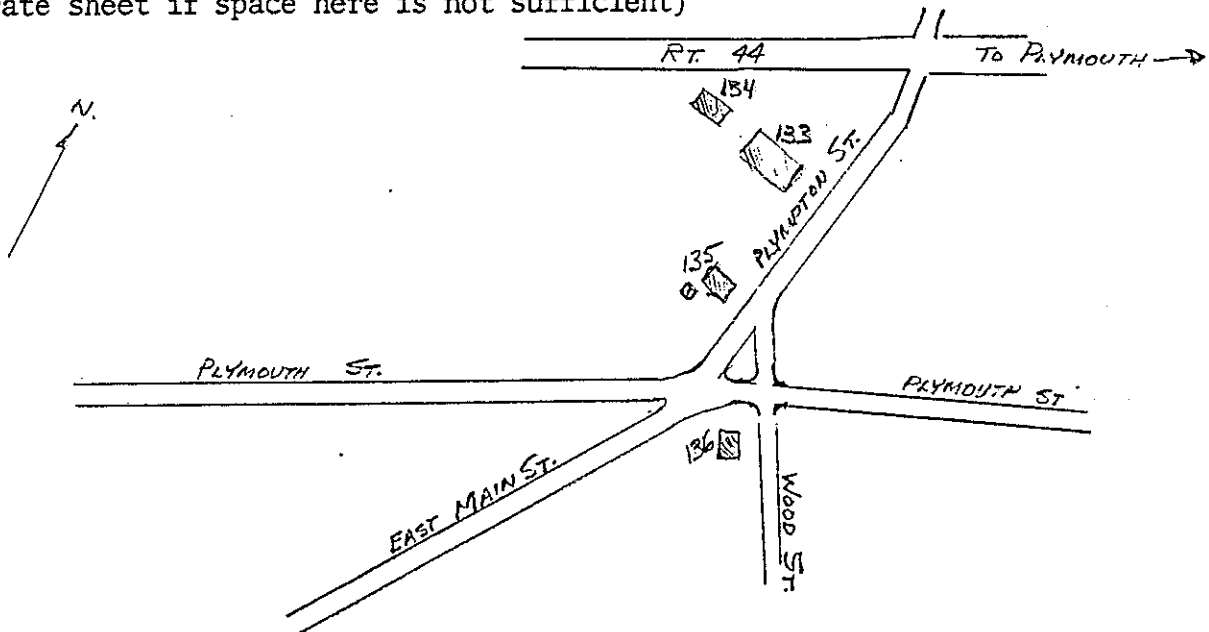 rate sheet if space here is not sufficient)
RT. 44
TO PLYMOUTH
N.
134
133
PLYMPTON ST.
135
PLYMOUTH ST.
PLYMOUTH ST
136
EAST MAIN ST.
WOOD ST.